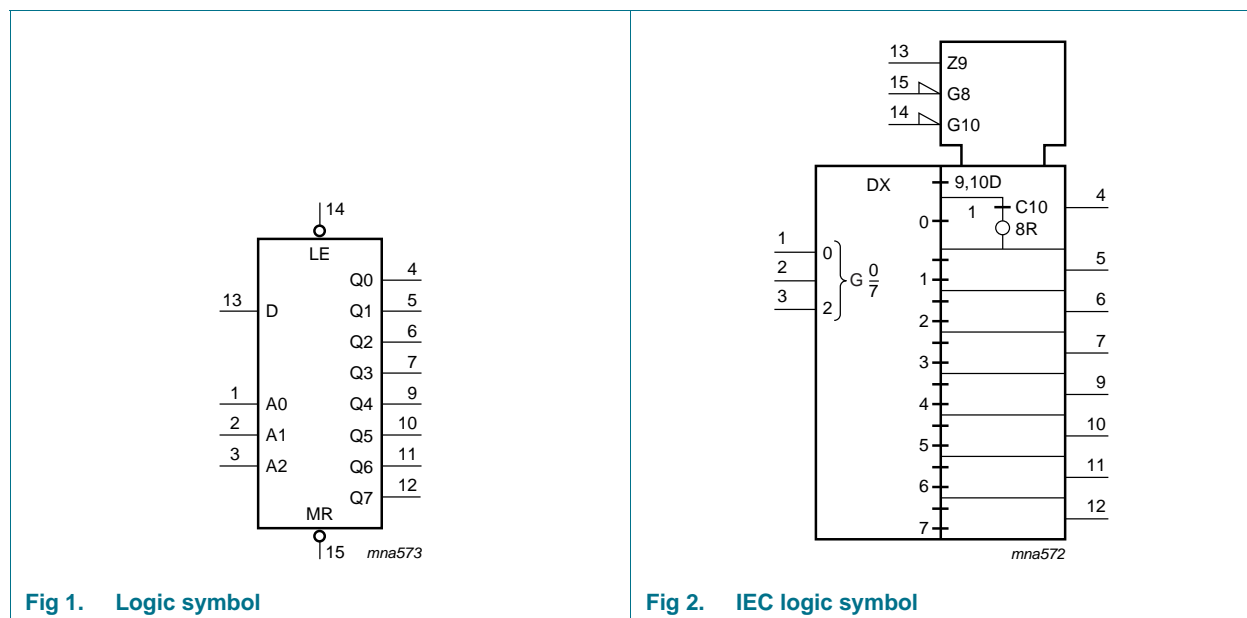 14
LE
Q0 4
13 D
Q1 5
Q2 6
Q3 7
1 A0
Q4 9
2 A1
Q5 10
3 A2
Q6 11
Q7 12
MR
15
mna573
Fig 1. Logic symbol
13 Z9
15 G8
14 G10
DX
9,10D
4
1 C10
0
8R
1 0
5
2 G 0/7
1
3 2
6
2
7
3
9
4
10
5
11
6
12
7
mna572
Fig 2. IEC logic symbol